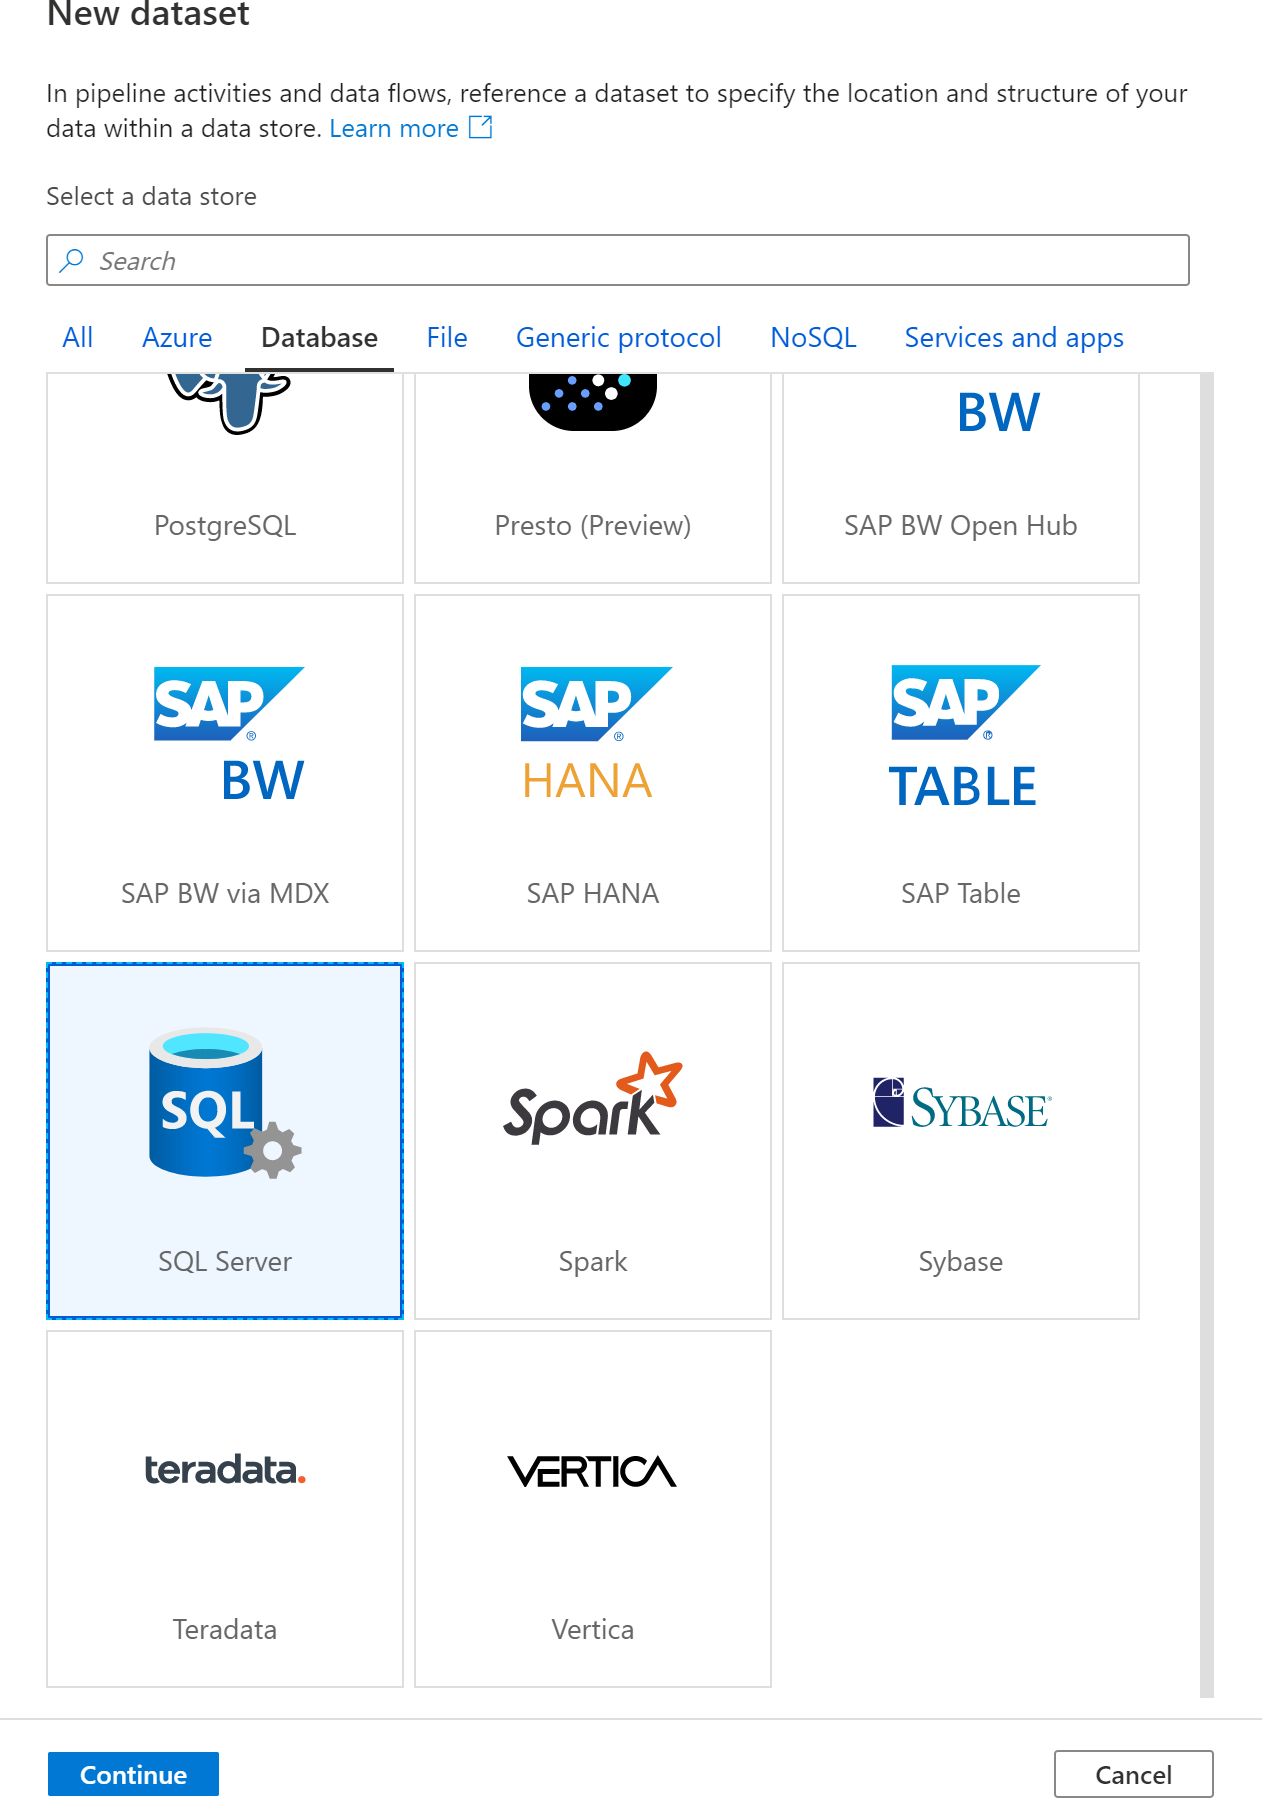 New dataset
In pipeline activities and data flows, reference a dataset to specify the location and structure of your
data within a data store. Learn more
Select a data store
Search
All Azure Database File Generic protocol NoSQL Services and apps
BW
PostgreSQL Presto (Preview) SAP BW Open Hub
SAP® SAP® SAP®
BW HANA TABLE
SAP BW via MDX SAP HANA SAP Table
SQL Spark SYBASE®
SQL Server Spark Sybase
teradata. VERTICA
Teradata Vertica
Continue Cancel